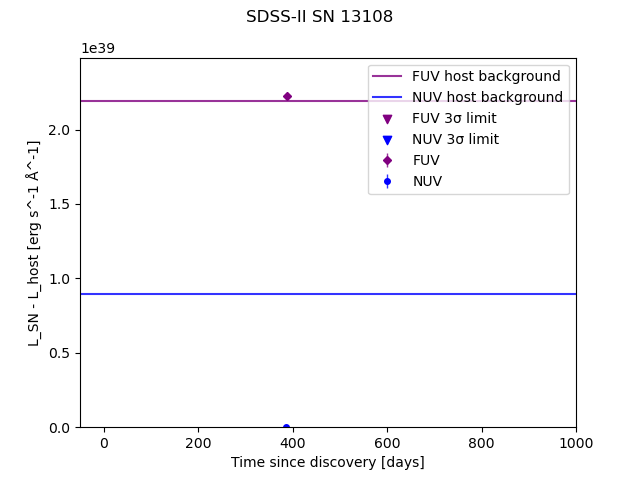 SDSS-II SN 13108
1e39
FUV host background
NUV host background
FUV 3σ limit
NUV 3σ limit
FUV
NUV
2.0
1.5
1.0
0.5
0.0
L_SN - L_host [erg s^-1 Å^-1]
0 200 400 600 800 1000
Time since discovery [days]